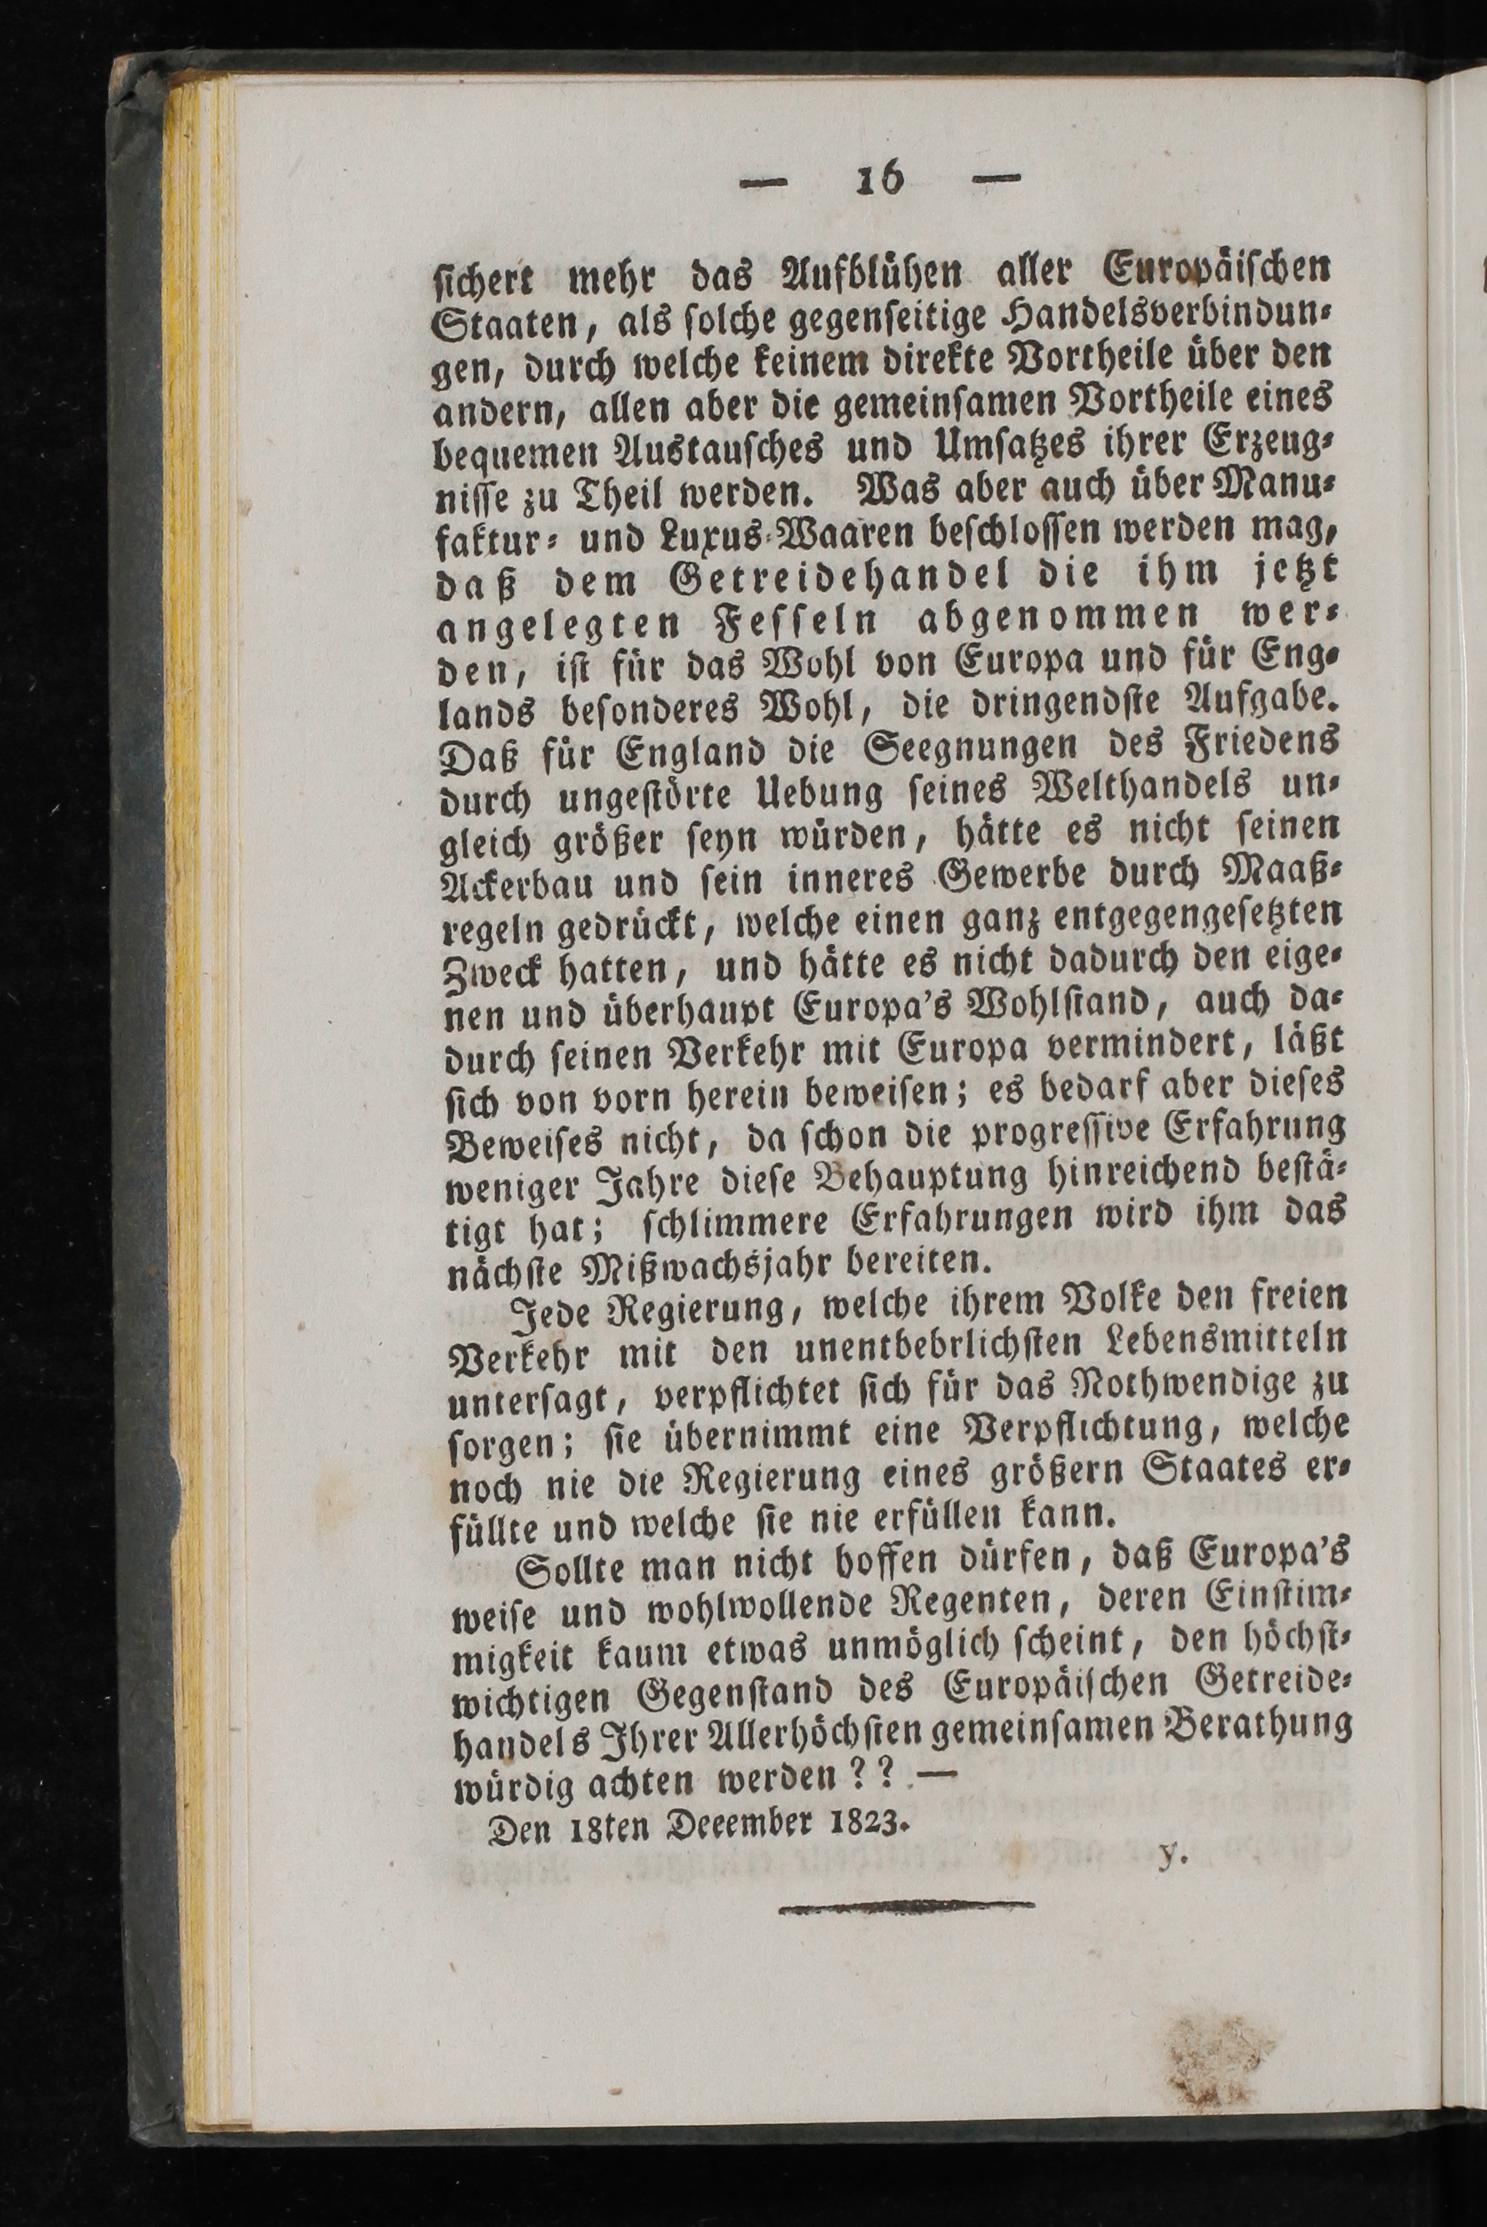 — 16 —
sichert mehr das Aufblühen aller Europäischen
Staaten, als solche gegenseitige Handelsverbindun-
gen, durch welche keinem direkte Vortheile über den
andern, allen aber die gemeinsamen Vortheile eines
bequemen Austausches und Umsatzes ihrer Erzeug-
nisse zu Theil werden. Was aber auch über Manu-
faktur- und Luxus-Waaren beschlossen werden mag,
daß dem Getreidehandel die ihm jetzt
angelegten Fesseln abgenommen wer-
den, ist für das Wohl von Europa und für Eng-
lands besonderes Wohl, die dringendste Aufgabe.
Daß für England die Seegnungen des Friedens
durch ungestörte Uebung seines Welthandels un-
gleich größer seyn würden, hätte es nicht seinen
Ackerbau und sein inneres Gewerbe durch Maaß-
regeln gedrückt, welche einen ganz entgegengesetzten
Zweck hatten, und hätte es nicht dadurch den eige-
nen und überhaupt Europa's Wohlstand, auch da-
durch seinen Verkehr mit Europa vermindert, läßt
sich von vorn herein beweisen; es bedarf aber dieses
Beweises nicht, da schon die progressive Erfahrung
weniger Jahre diese Behauptung hinreichend bestä-
tigt hat; schlimmere Erfahrungen wird ihm das
nächste Mißwachsjahr bereiten.
Jede Regierung, welche ihrem Volke den freien
Verkehr mit den unentbebrlichsten Lebensmitteln
untersagt, verpflichtet sich für das Nothwendige zu
sorgen; sie übernimmt eine Verpflichtung, welche
noch nie die Regierung eines größern Staates er-
füllte und welche sie nie erfüllen kann.
Sollte man nicht hoffen dürfen, daß Europa's
weise und wohlwollende Regenten, deren Einstim-
migkeit kaum etwas unmöglich scheint, den höchst-
wichtigen Gegenstand des Europäischen Getreide-
handels Ihrer Allerhöchsten gemeinsamen Berathung
würdig achten werden?? —
Den 18ten Deeember 1823.
y.